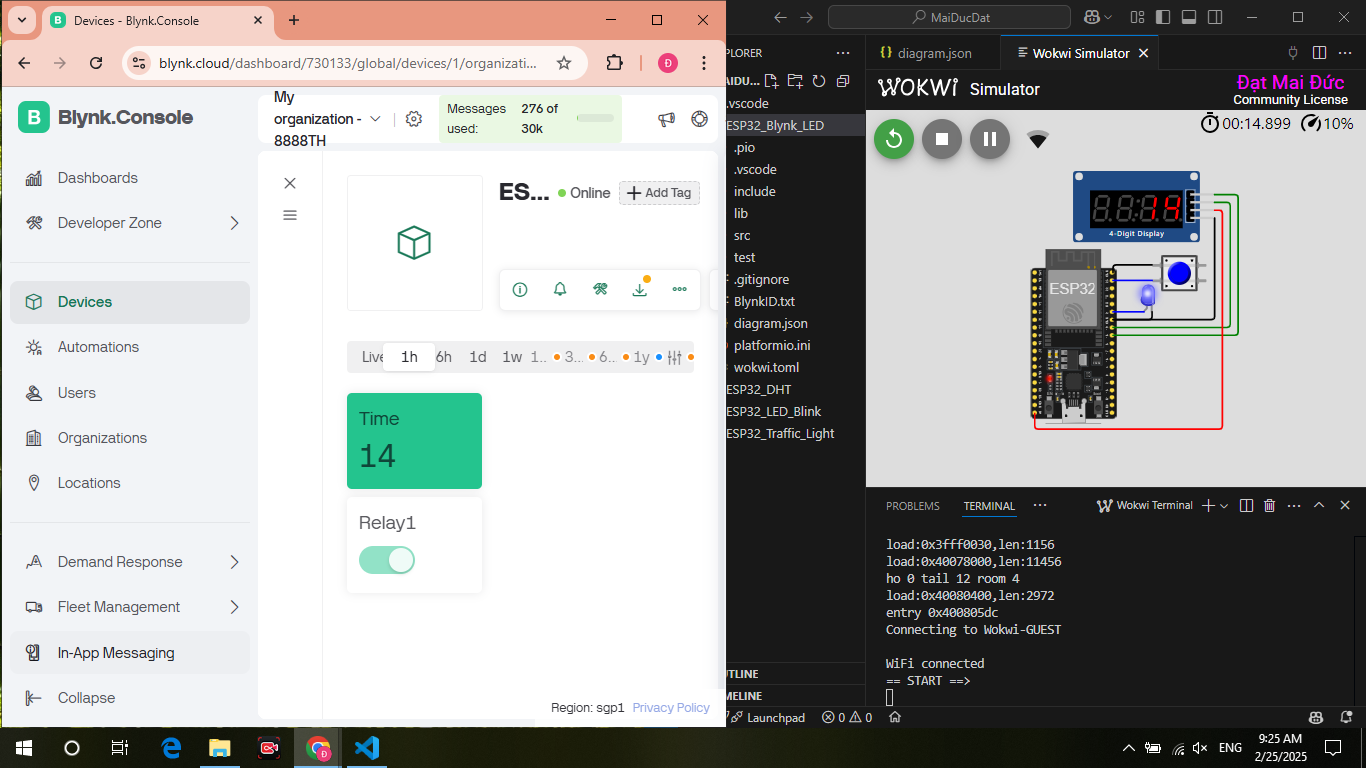 Devices - Blynk.Console
blynk.cloud/dashboard/730133/global/devices/1/organizati...
Blynk.Console
My organization - 8888TH
Messages used:
276 of 30k
Dashboards
Developer Zone
Devices
Automations
Users
Organizations
Locations
Demand Response
Fleet Management
In-App Messaging
Collapse
ES...
Online
Add Tag
Live
1h
6h
1d
1w
1...
3...
6...
1y
Time
14
Relay1
Region: sgp1 Privacy Policy
MaiDucDat
PLORER
MAIDU...
.vscode
ESP32_Blynk_LED
.pio
.vscode
include
lib
src
test
.gitignore
BlynkID.txt
diagram.json
platformio.ini
wokwi.toml
ESP32_DHT
ESP32_LED_Blink
ESP32_Traffic_Light
UTLINE
MELINE
Launchpad
0
0
diagram.json
Wokwi Simulator
WOKWI Simulator
Đạt Mai Đức
Community License
00:14.899
10%
14
4-Digit Display
ESP32
PROBLEMS
TERMINAL
Wokwi Terminal
load:0x3fff0030,len:1156
load:0x40078000,len:11456
ho 0 tail 12 room 4
load:0x40080400,len:2972
entry 0x400805dc
Connecting to Wokwi-GUEST
WiFi connected
== START ==>
ENG
9:25 AM
2/25/2025